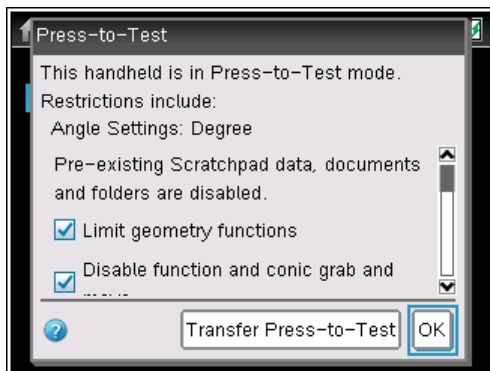 Press-to-Test
This handheld is in Press-to-Test mode.
Restrictions include:
Angle Settings: Degree
Pre-existing Scratchpad data, documents
and folders are disabled.
Limit geometry functions
Disable function and conic grab and
Transfer Press-to-Test OK